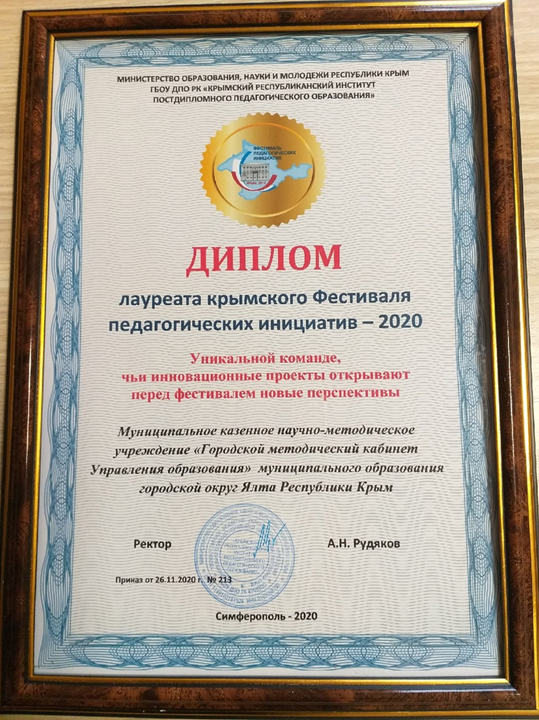 МИНИСТЕРСТВО ОБРАЗОВАНИЯ, НАУКИ И МОЛОДЕЖИ РЕСПУБЛИКИ КРЫМ
ГБОУ ДПО РК «КРЫМСКИЙ РЕСПУБЛИКАНСКИЙ ИНСТИТУТ
ПОСТДИПЛОМНОГО ПЕДАГОГИЧЕСКОГО ОБРАЗОВАНИЯ»
ФЕСТИВАЛЬ
ПЕДАГОГИЧЕСКИХ
ИНИЦИАТИВ
ДИПЛОМ
лауреата крымского Фестиваля
педагогических инициатив – 2020
Уникальной команде,
чьи инновационные проекты открывают
перед фестивалем новые перспективы
Муниципальное казенное научно-методическое
учреждение «Городской методический кабинет
Управления образования» муниципального образования
городской округ Ялта Республики Крым
Ректор А.Н. Рудяков
Приказ от 26.11.2020 г. № 213
Симферополь - 2020